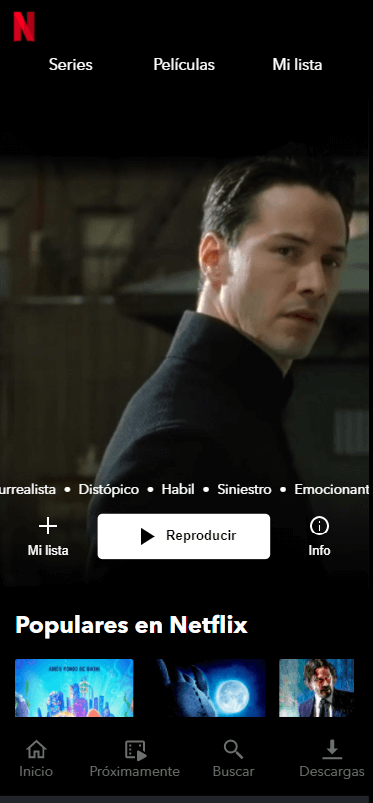 N
Series Películas Mi lista
urrealista • Distópico • Habil • Siniestro • Emocionant
Mi lista Reproducir Info
Populares en Netflix
Inicio Próximamente Buscar Descargas